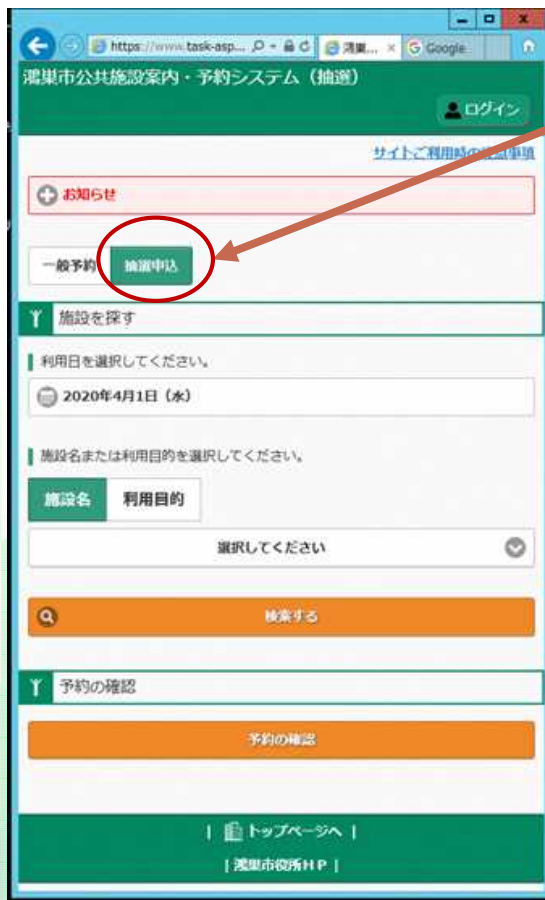 https://www.task-asp...
鴻巣...
Google
鴻巣市公共施設案内・予約システム（抽選）
ログイン
サイトご利用時の
お知らせ
一般予約
抽選申込
施設を探す
利用日を選択してください。
2020年4月1日（水）
施設名または利用目的を選択してください。
施設名
利用目的
選択してください
検索する
予約の確認
予約の確認
| トップページへ |
| 鴻巣市役所ＨＰ |